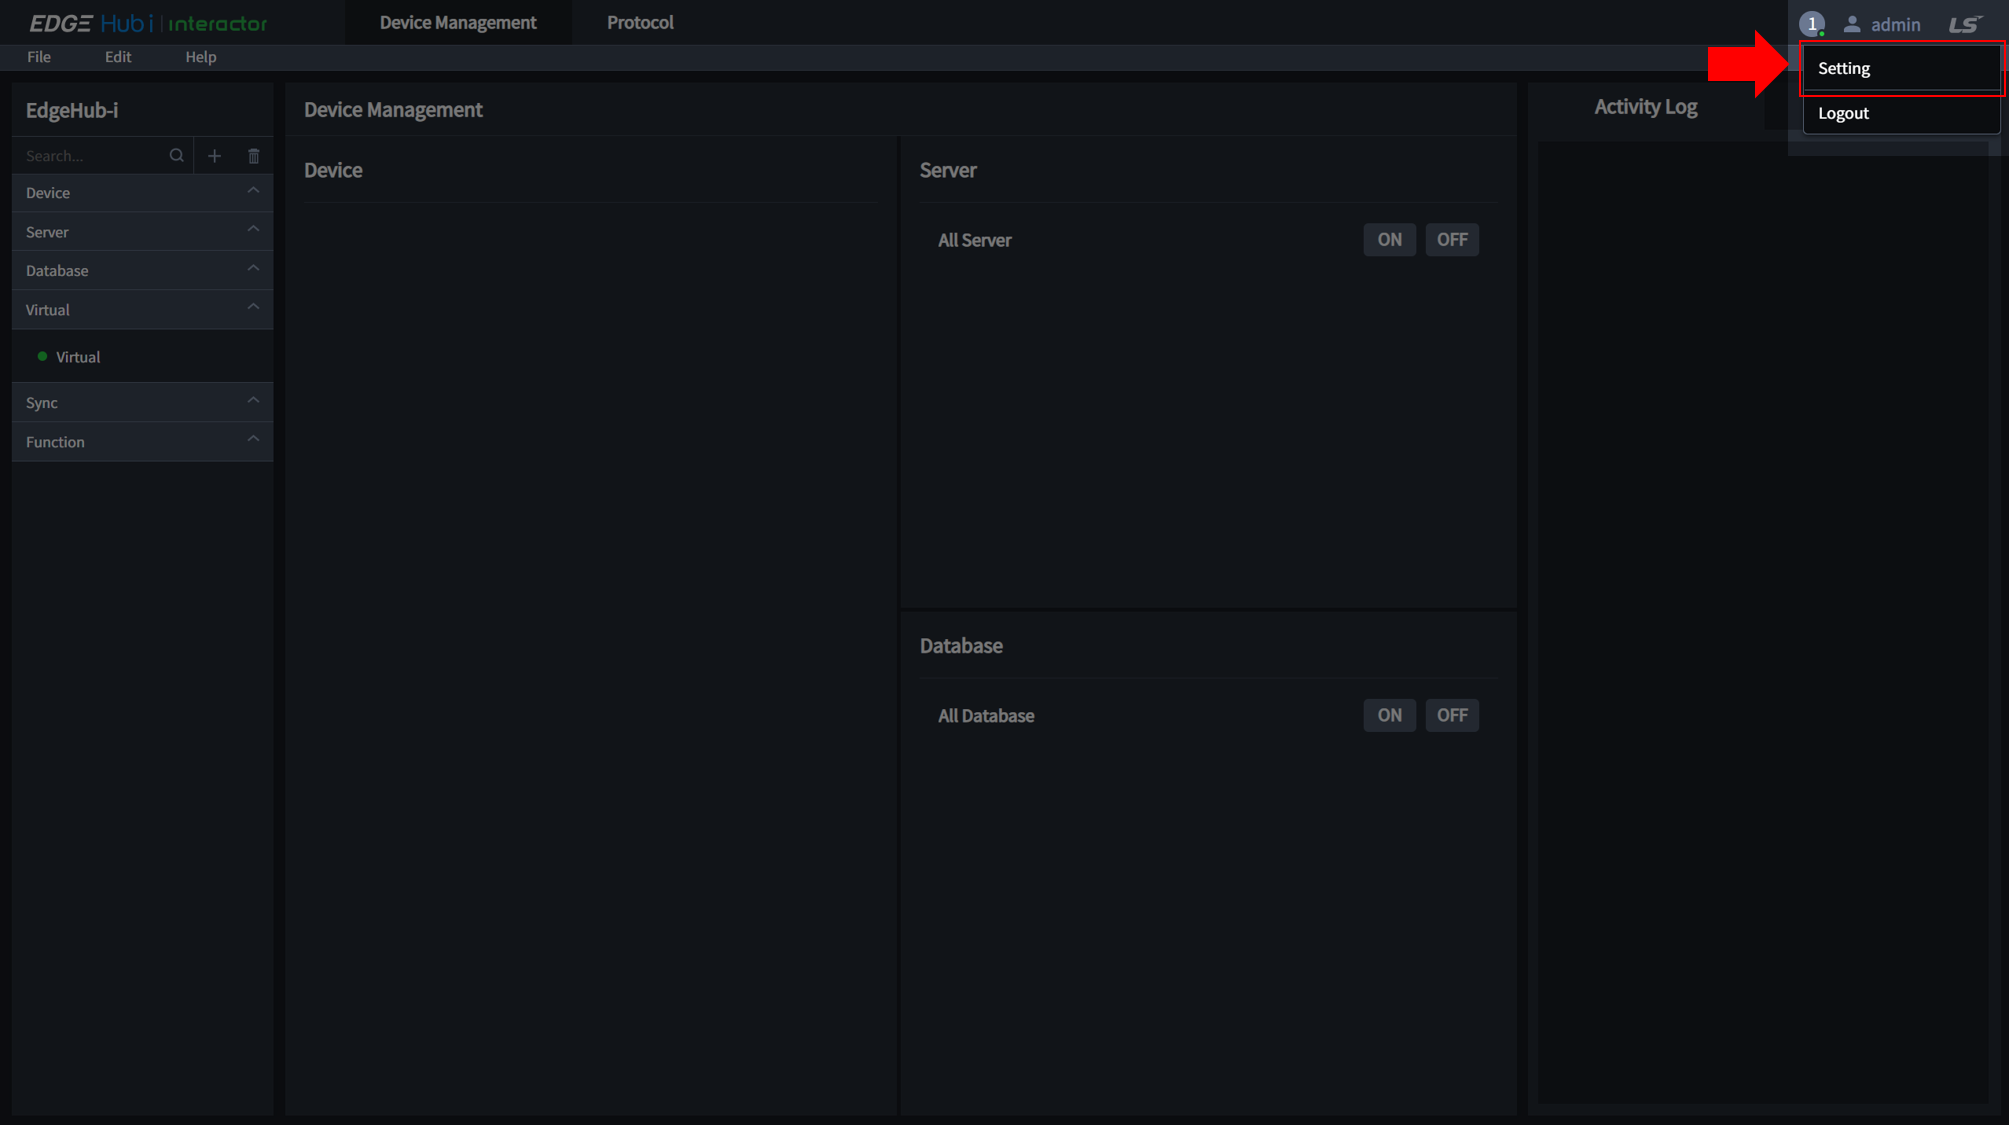 EDGE Hub i | interactor
Device Management
Protocol
1
admin
LS
File
Edit
Help
Setting
Logout
EdgeHub-i
Search...
Device
Server
Database
Virtual
Virtual
Sync
Function
Device Management
Device
Server
All Server
ON
OFF
Database
All Database
ON
OFF
Activity Log